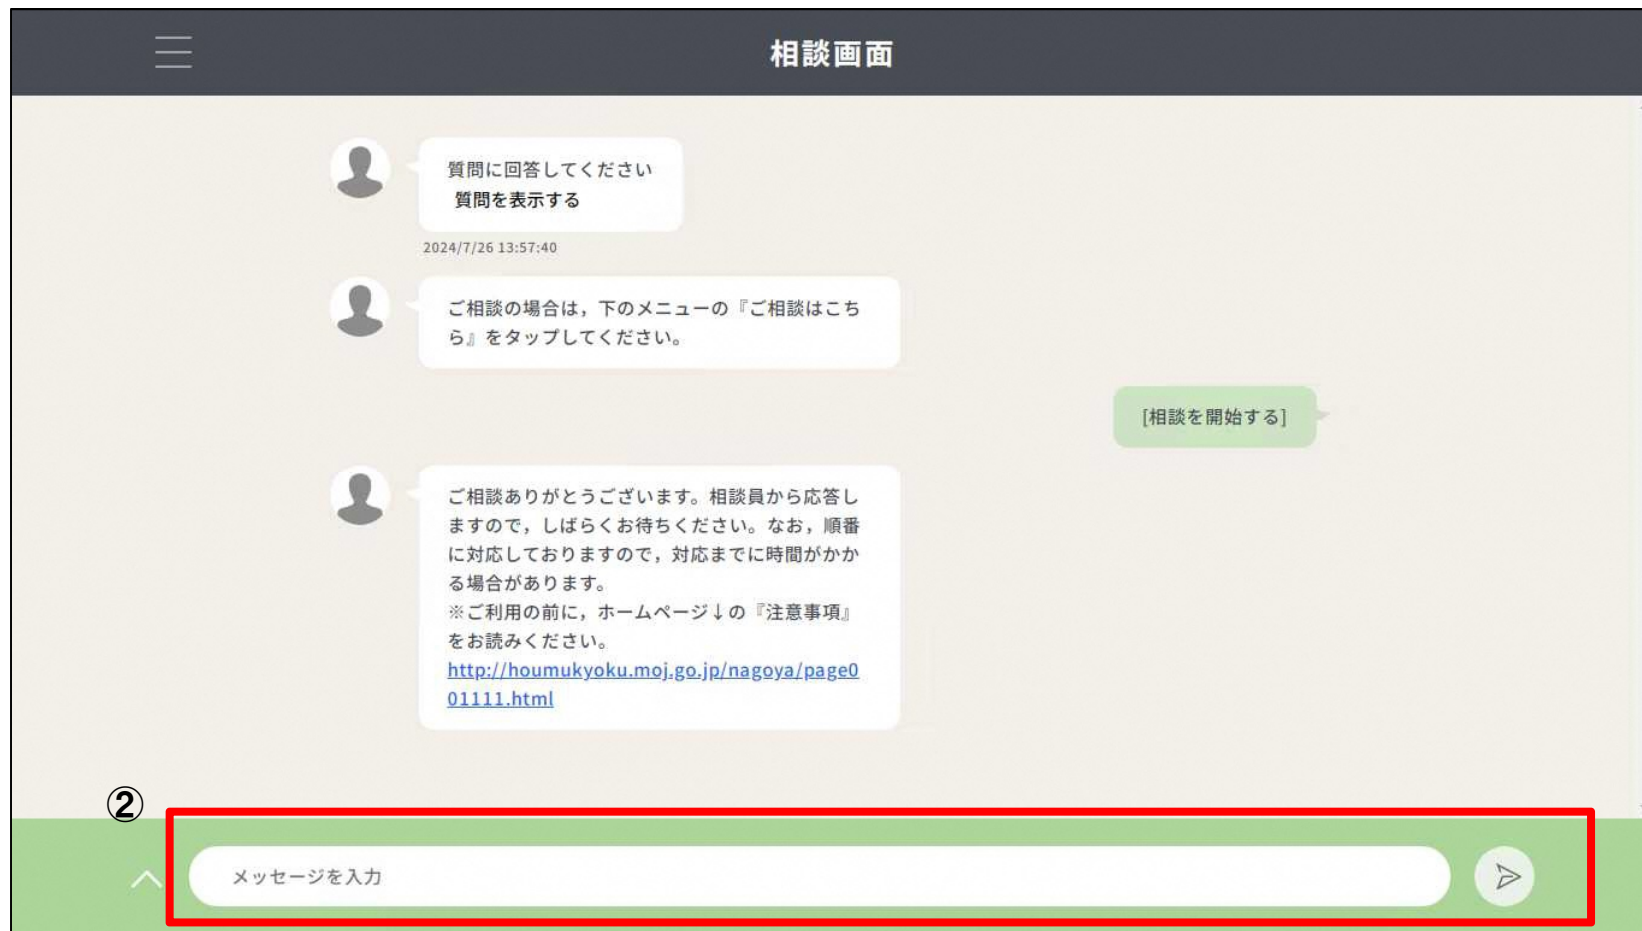 相談画面
質問に回答してください
質問を表示する
2024/7/26 13:57:40
ご相談の場合は，下のメニューの『ご相談はこち
ら』をタップしてください。
[相談を開始する]
ご相談ありがとうございます。相談員から応答し
ますので，しばらくお待ちください。なお，順番
に対応しておりますので，対応までに時間がかか
る場合があります。
※ご利用の前に，ホームページ↓の『注意事項』
をお読みください。
http://houmukyoku.moj.go.jp/nagoya/page0
01111.html
②
メッセージを入力